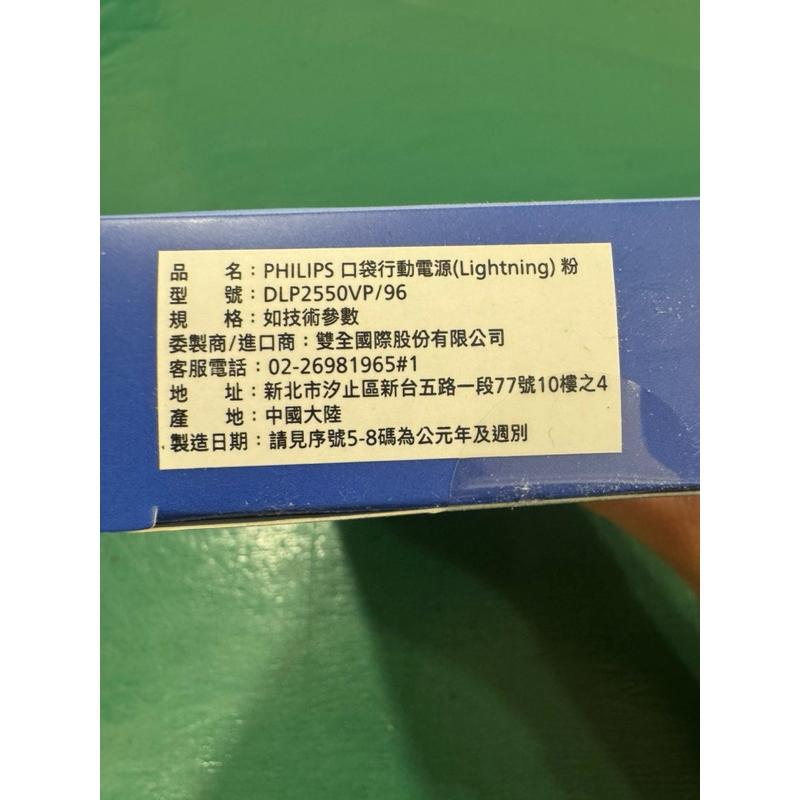 品　　名：PHILIPS 口袋行動電源(Lightning) 粉
型　　號：DLP2550VP/96
規　　格：如技術參數
委製商/進口商：雙全國際股份有限公司
客服電話：02-26981965#1
地　　址：新北市汐止區新台五路一段77號10樓之4
產　　地：中國大陸
製造日期：請見序號5-8碼為公元年及週別